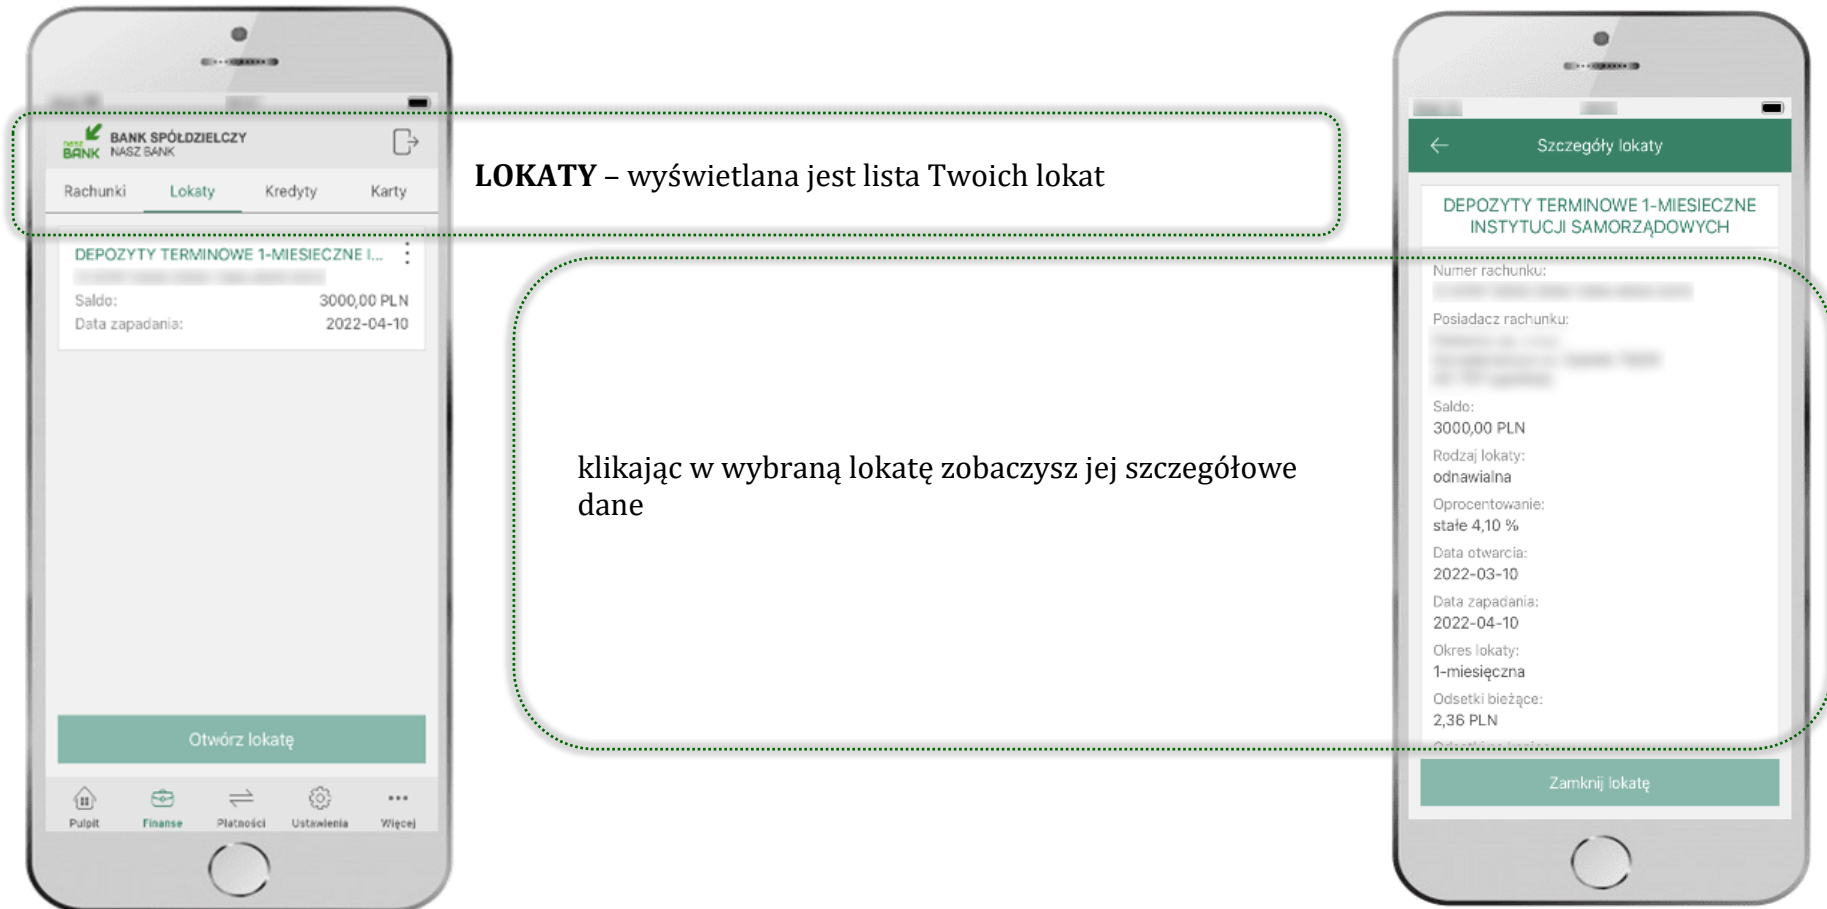 nasz
BANK
BANK SPÓŁDZIELCZY
NASZ BANK
Rachunki Lokaty Kredyty Karty
DEPOZYTY TERMINOWE 1-MIESIECZNE I...
Saldo: 3000,00 PLN
Data zapadania: 2022-04-10
Otwórz lokatę
Pulpit Finanse Płatności Ustawienia Więcej
LOKATY – wyświetlana jest lista Twoich lokat
klikając w wybraną lokatę zobaczysz jej szczegółowe
dane
Szczegóły lokaty
DEPOZYTY TERMINOWE 1-MIESIECZNE
INSTYTUCJI SAMORZĄDOWYCH
Numer rachunku:
Posiadacz rachunku:
Saldo:
3000,00 PLN
Rodzaj lokaty:
odnawialna
Oprocentowanie:
stałe 4,10 %
Data otwarcia:
2022-03-10
Data zapadania:
2022-04-10
Okres lokaty:
1-miesięczna
Odsetki bieżące:
2,36 PLN
Zamknij lokatę